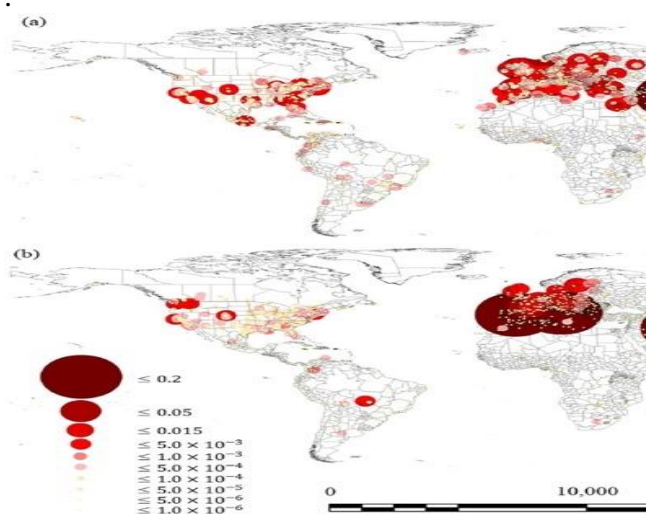 .
(a)
(b)
≤ 0.2
≤ 0.05
≤ 0.015
≤ 5.0 × 10⁻³
≤ 1.0 × 10⁻³
≤ 5.0 × 10⁻⁴
≤ 1.0 × 10⁻⁴
≤ 5.0 × 10⁻⁵
≤ 5.0 × 10⁻⁶
≤ 1.0 × 10⁻⁶
0 10,000